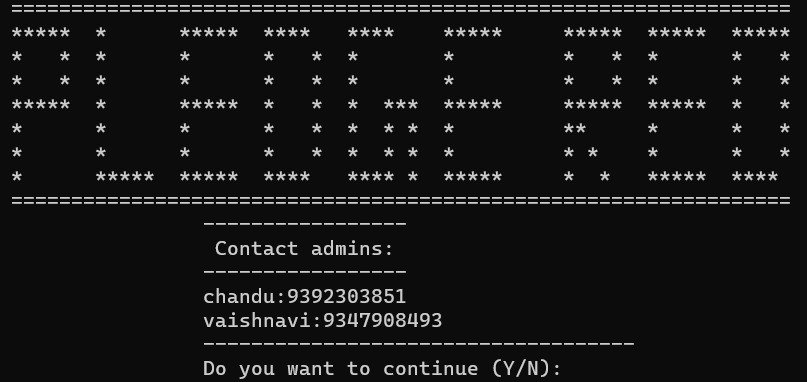 PLEDGE RED
Contact admins:
chandu:9392303851
vaishnavi:9347908493
Do you want to continue (Y/N):